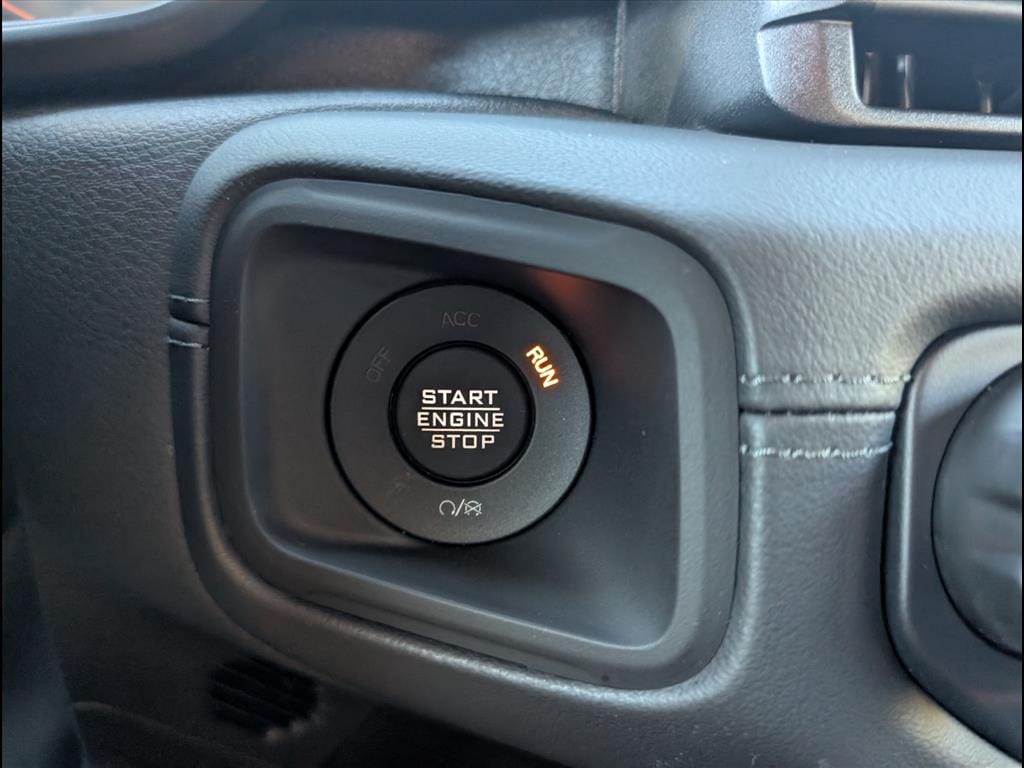 ACC
OFF
RUN
START
ENGINE
STOP